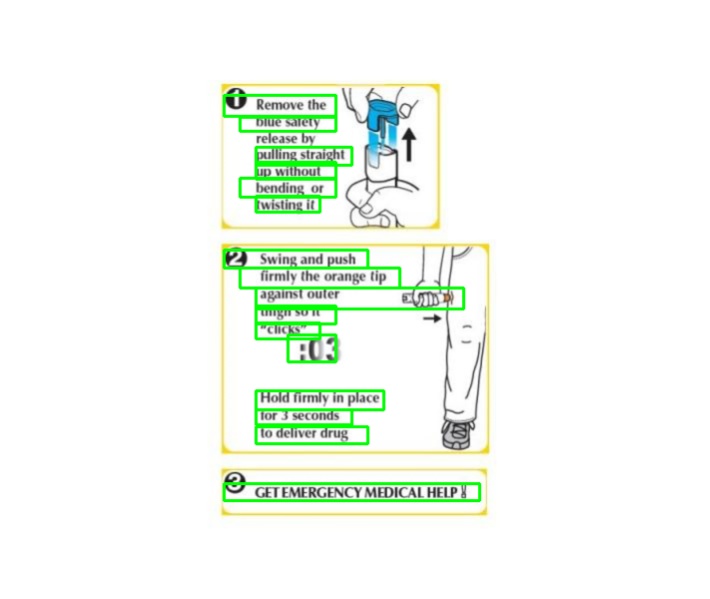 1 Remove the
blue safety
release by
pulling straight
up without
bending or
twisting it
2 Swing and push
firmly the orange tip
against outer
thigh so it
"clicks"
:03
Hold firmly in place
for 3 seconds
to deliver drug
3 GET EMERGENCY MEDICAL HELP !